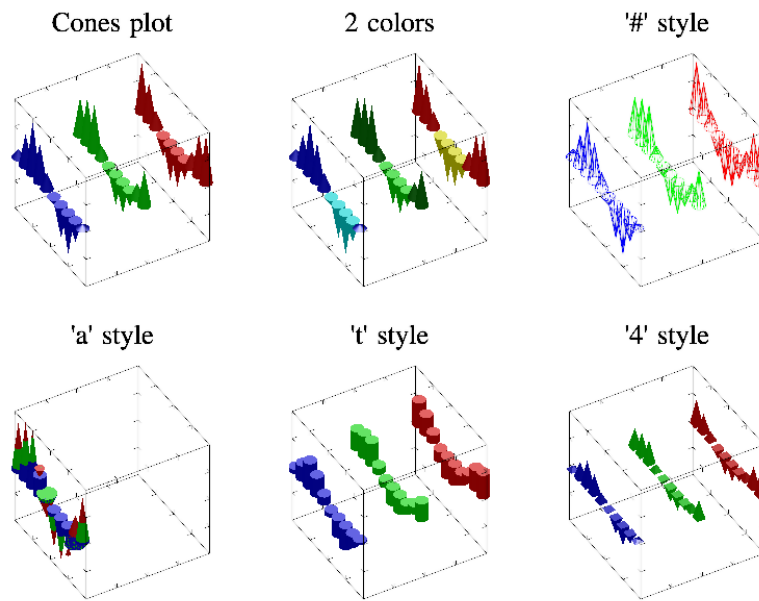 Cones plot
2 colors
'#' style
'a' style
't' style
'4' style